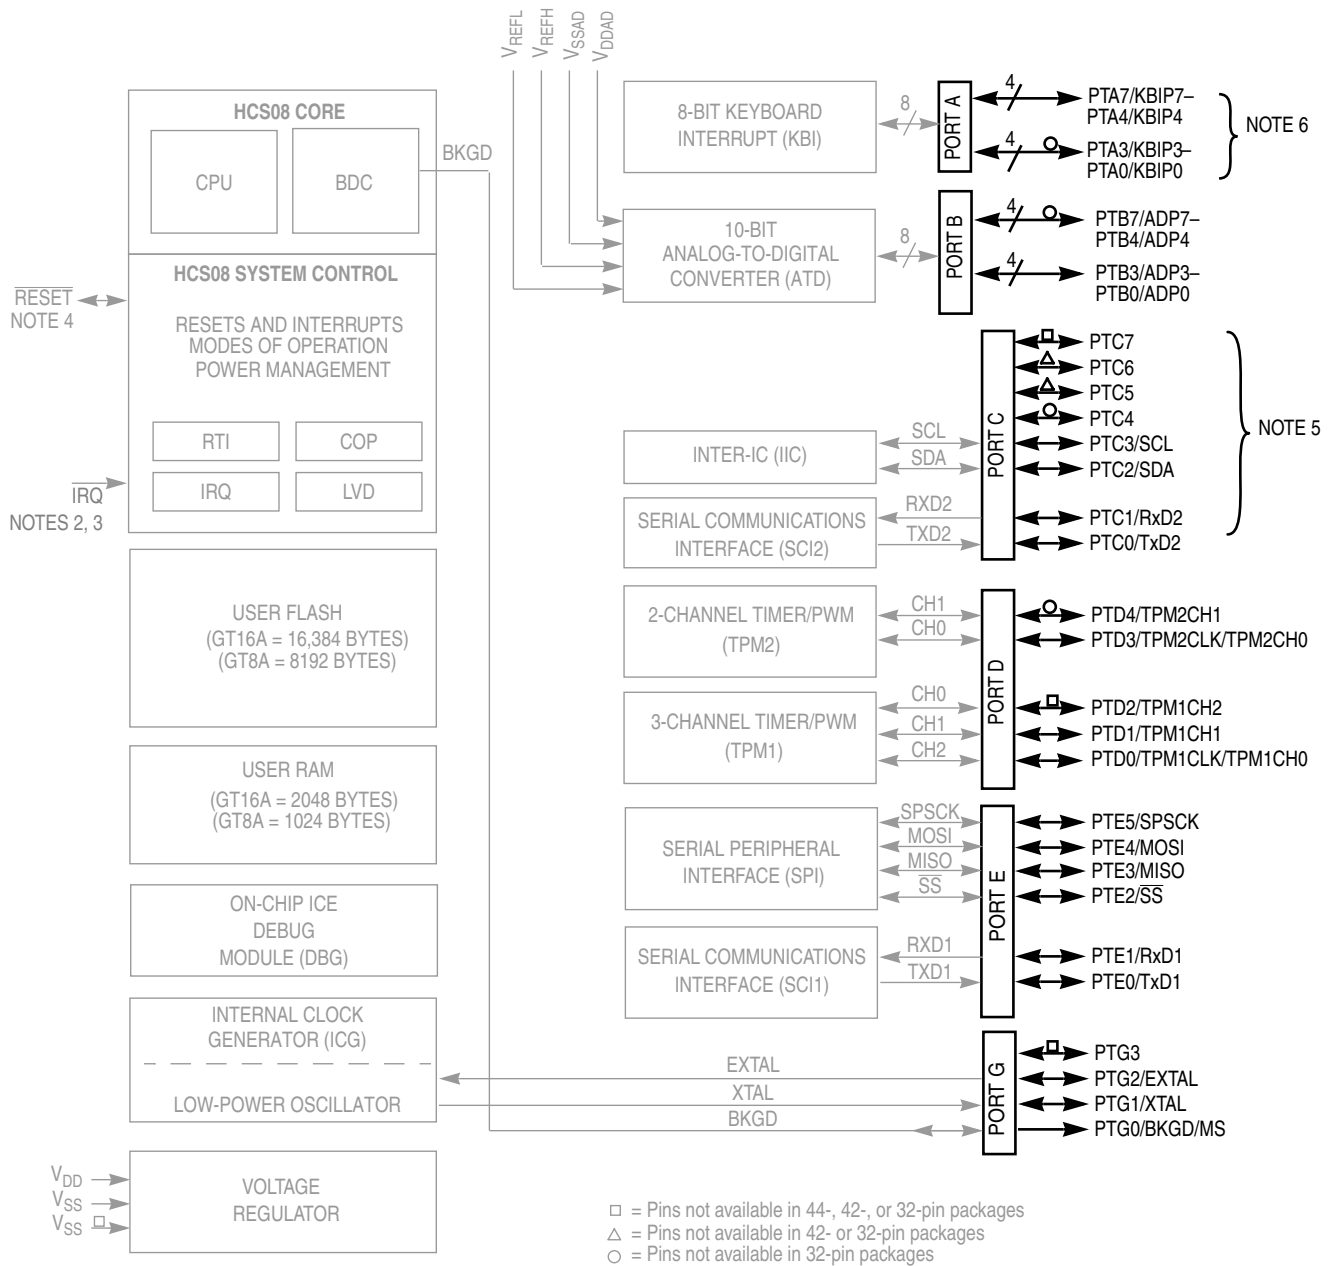 VREFL
VREFH
VSSAD
VDDAD
HCS08 CORE
CPU
BDC
BKGD
HCS08 SYSTEM CONTROL
RESET
NOTE 4
RESETS AND INTERRUPTS
MODES OF OPERATION
POWER MANAGEMENT
RTI
COP
IRQ
LVD
IRQ
NOTES 2, 3
USER FLASH
(GT16A = 16,384 BYTES)
(GT8A = 8192 BYTES)
USER RAM
(GT16A = 2048 BYTES)
(GT8A = 1024 BYTES)
ON-CHIP ICE
DEBUG
MODULE (DBG)
INTERNAL CLOCK
GENERATOR (ICG)
LOW-POWER OSCILLATOR
VDD
VSS
VSS
VOLTAGE
REGULATOR
8-BIT KEYBOARD
INTERRUPT (KBI)
8
PORT A
4
PTA7/KBIP7–
PTA4/KBIP4
4
PTA3/KBIP3–
PTA0/KBIP0
NOTE 6
10-BIT
ANALOG-TO-DIGITAL
CONVERTER (ATD)
8
PORT B
4
PTB7/ADP7–
PTB4/ADP4
4
PTB3/ADP3–
PTB0/ADP0
INTER-IC (IIC)
SCL
SDA
SERIAL COMMUNICATIONS
INTERFACE (SCI2)
RXD2
TXD2
PORT C
PTC7
PTC6
PTC5
PTC4
PTC3/SCL
PTC2/SDA
PTC1/RxD2
PTC0/TxD2
NOTE 5
2-CHANNEL TIMER/PWM
(TPM2)
CH1
CH0
3-CHANNEL TIMER/PWM
(TPM1)
CH0
CH1
CH2
PORT D
PTD4/TPM2CH1
PTD3/TPM2CLK/TPM2CH0
PTD2/TPM1CH2
PTD1/TPM1CH1
PTD0/TPM1CLK/TPM1CH0
SERIAL PERIPHERAL
INTERFACE (SPI)
SPSCK
MOSI
MISO
SS
SERIAL COMMUNICATIONS
INTERFACE (SCI1)
RXD1
TXD1
PORT E
PTE5/SPSCK
PTE4/MOSI
PTE3/MISO
PTE2/SS
PTE1/RxD1
PTE0/TxD1
EXTAL
XTAL
BKGD
PORT G
PTG3
PTG2/EXTAL
PTG1/XTAL
PTG0/BKGD/MS
□ = Pins not available in 44-, 42-, or 32-pin packages
△ = Pins not available in 42- or 32-pin packages
○ = Pins not available in 32-pin packages